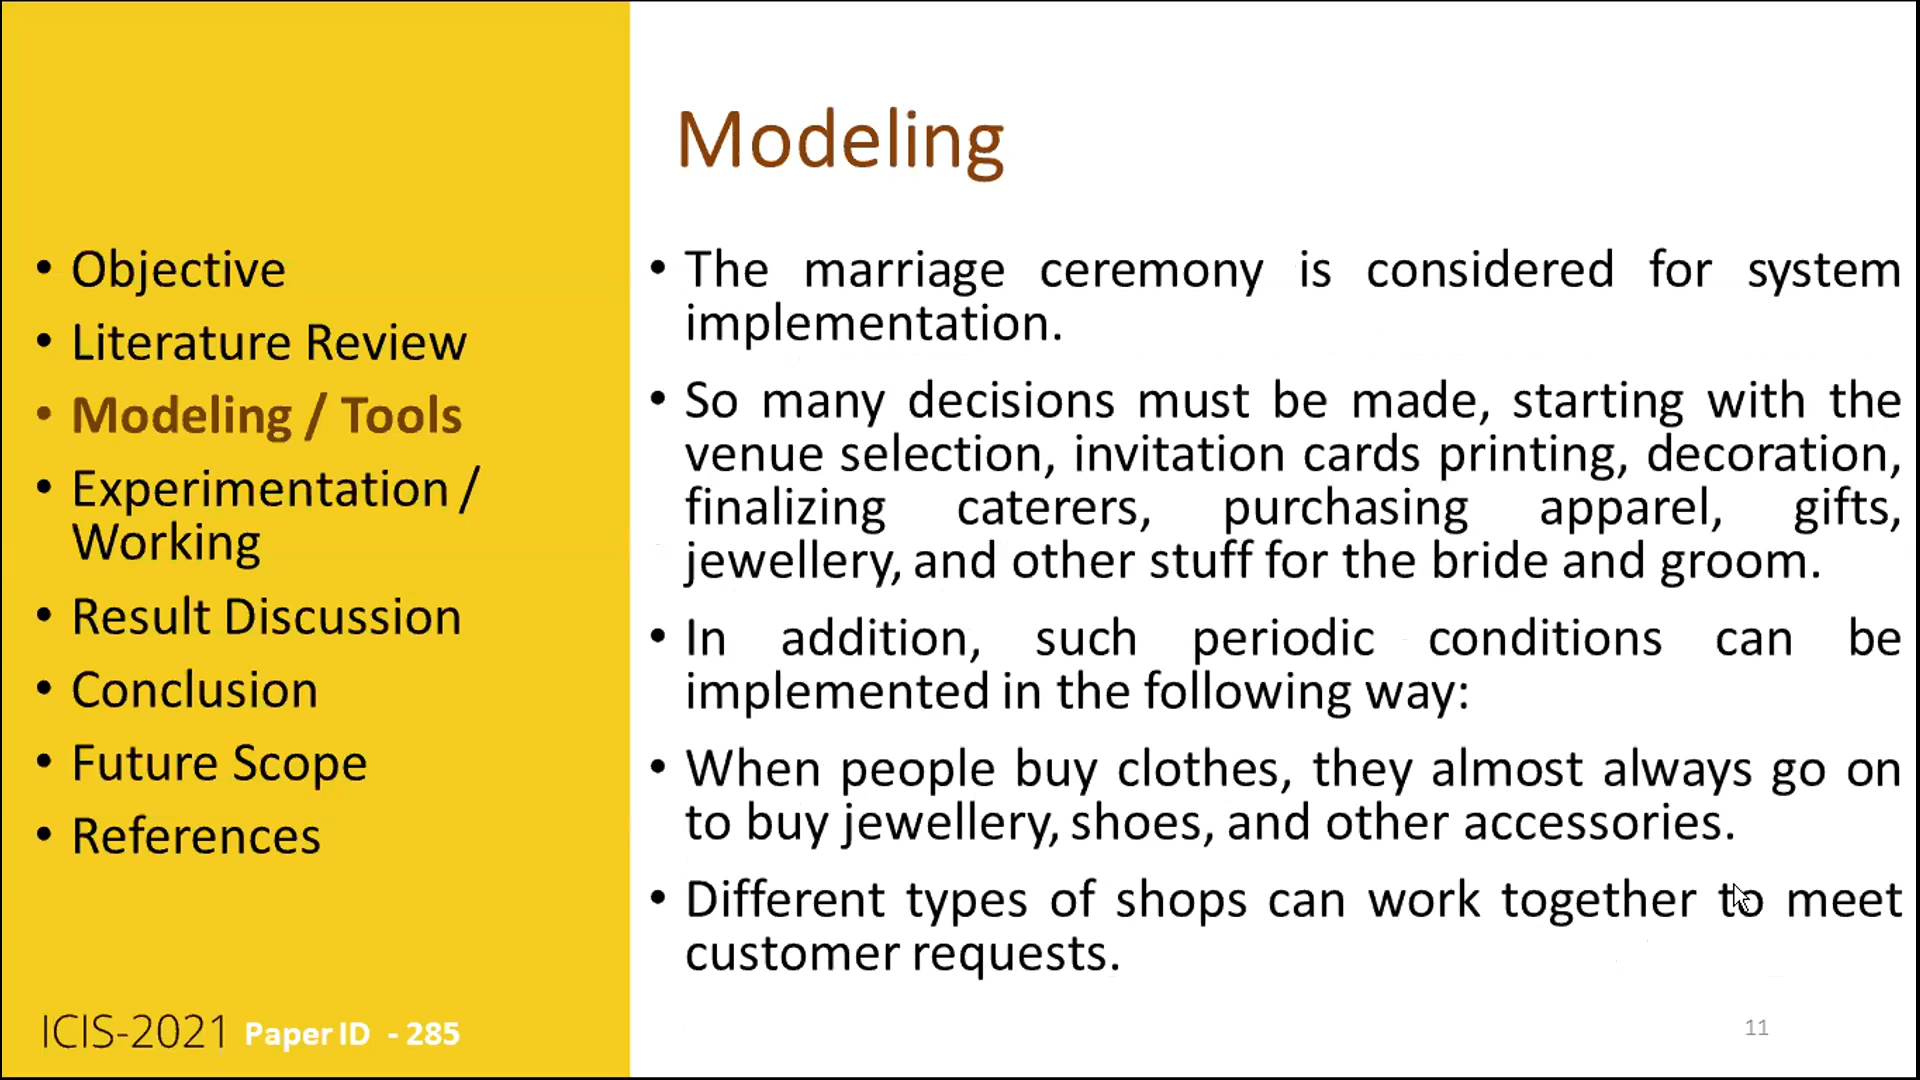 Modeling
• Objective
• Literature Review
• Modeling / Tools
• Experimentation /
Working
• Result Discussion
• Conclusion
• Future Scope
• References
• The marriage ceremony is considered for system
implementation.
• So many decisions must be made, starting with the
venue selection, invitation cards printing, decoration,
finalizing caterers, purchasing apparel, gifts,
jewellery, and other stuff for the bride and groom.
• In addition, such periodic conditions can be
implemented in the following way:
• When people buy clothes, they almost always go on
to buy jewellery, shoes, and other accessories.
• Different types of shops can work together to meet
customer requests.
ICIS-2021 Paper ID - 285
11